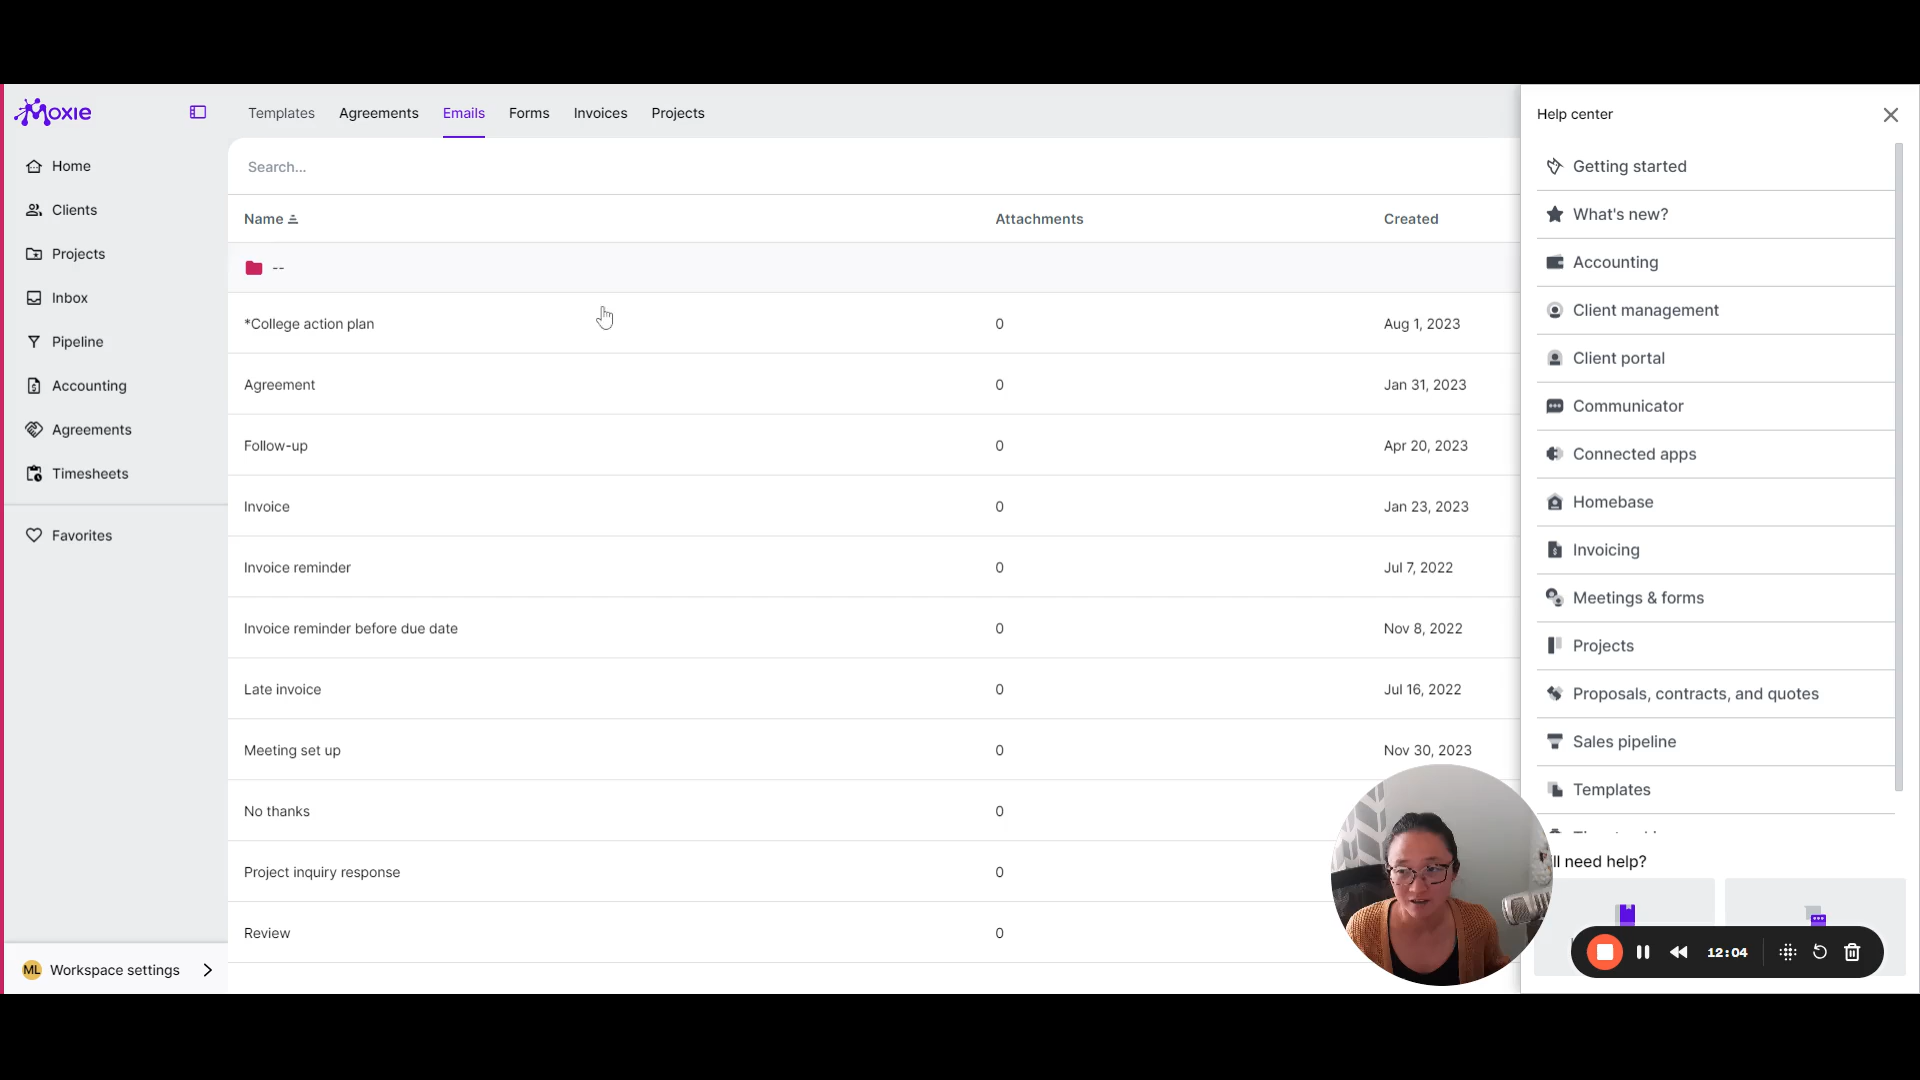 Moxie
Home
Clients
Projects
Inbox
Pipeline
Accounting
Agreements
Timesheets
Favorites
ML Workspace settings
Templates Agreements Emails Forms Invoices Projects
Search...
Name Attachments Created
--
*College action plan 0 Aug 1, 2023
Agreement 0 Jan 31, 2023
Follow-up 0 Apr 20, 2023
Invoice 0 Jan 23, 2023
Invoice reminder 0 Jul 7, 2022
Invoice reminder before due date 0 Nov 8, 2022
Late invoice 0 Jul 16, 2022
Meeting set up 0 Nov 30, 2023
No thanks 0
Project inquiry response 0
Review 0
Help center
Getting started
What's new?
Accounting
Client management
Client portal
Communicator
Connected apps
Homebase
Invoicing
Meetings & forms
Projects
Proposals, contracts, and quotes
Sales pipeline
Templates
need help?
12:04